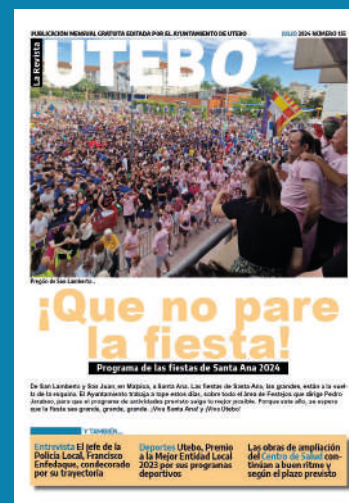 PUBLICACIÓN MENSUAL GRATUITA EDITADA POR EL AYUNTAMIENTO DE UTEBO
JULIO 2024 NÚMERO 155
La Revista
UTEBO
Pregón de San Lamberto.
¡Que no pare
la fiesta!
Programa de las fiestas de Santa Ana 2024
De San Lamberto y San Juan, en Malpica, a Santa Ana. Las fiestas de Santa Ana, las grandes, están a la vuel-
ta de la esquina. El Ayuntamiento trabaja a tope estos días, sobre todo el área de Festejos que dirige Pedro
para que el programa de actividades previsto salga lo mejor posible. Porque este año, se espera
que la fiesta sea grande, grande, grande. ¡Viva Santa Ana! y ¡Viva Utebo!
Y TAMBIÉN...
Entrevista El jefe de la
Policía Local, Francisco
Enfedaque, condecorado
por su trayectoria
Deportes Utebo, Premio
a la Mejor Entidad Local
2023 por sus programas
deportivos
Las obras de ampliación
del Centro de Salud con-
tinúan a buen ritmo y
según el plazo previsto